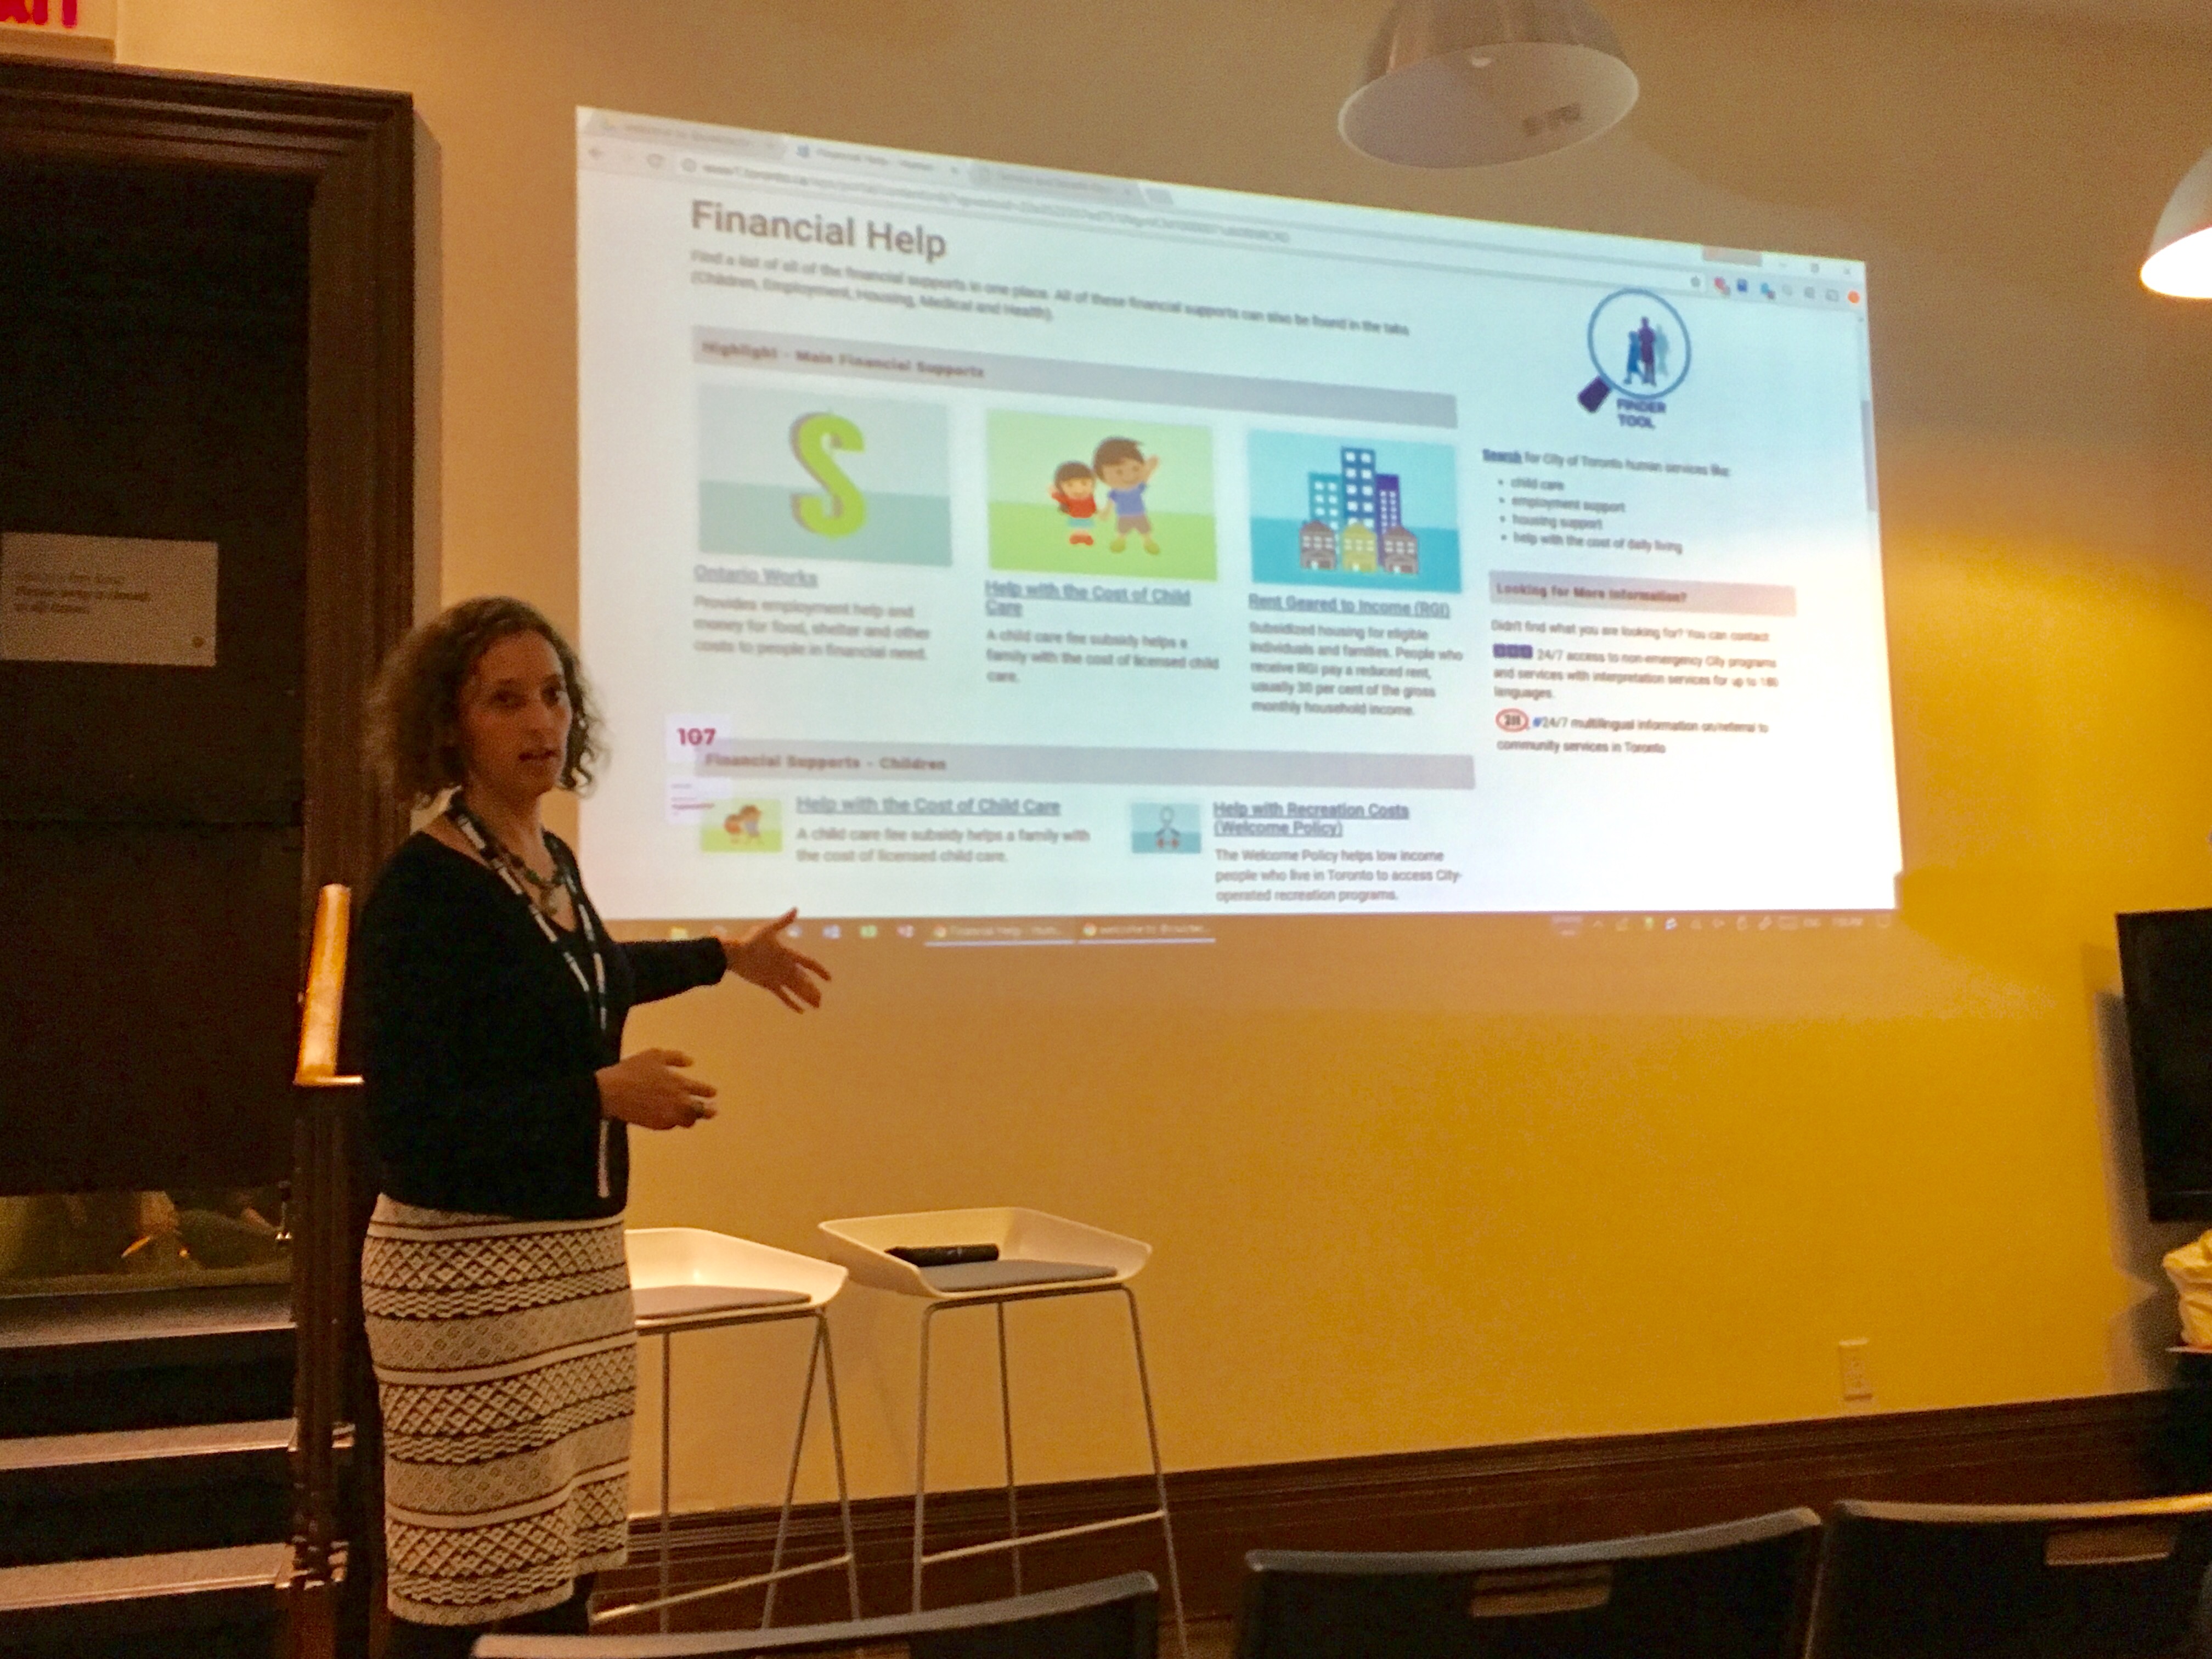 Financial Help
Find a list of all of the financial supports in one place. All of these financial supports can also be found in the tabs
(Children, Employment, Housing, Medical and Health).
Highlight - Main Financial Supports
Ontario Works
Provides employment help and
money for food, shelter and other
costs to people in financial need.
Help with the Cost of Child
Care
A child care fee subsidy helps a
family with the cost of licensed child
care.
Rent Geared to Income (RGI)
Subsidized housing for eligible
individuals and families. People who
receive RGI pay a reduced rent,
usually 30 per cent of the gross
monthly household income.
FINDER
TOOL
Search for City of Toronto human services like:
• child care
• employment support
• housing support
• help with the cost of daily living
Looking for More Information?
Didn't find what you are looking for? You can contact
24/7 access to non-emergency City programs
and services with interpretation services for up to 180
languages.
211 24/7 multilingual information on/referral to
community services in Toronto
107
Financial Supports - Children
Help with the Cost of Child Care
A child care fee subsidy helps a family with
the cost of licensed child care.
Help with Recreation Costs
(Welcome Policy)
The Welcome Policy helps low income
people who live in Toronto to access City-
operated recreation programs.